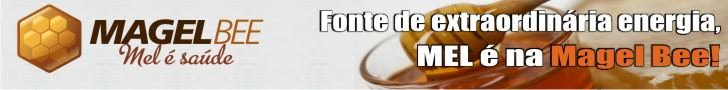 MAGELBEE
Mel é saúde
Fonte de extraordinária energia,
MEL é na Magel Bee!